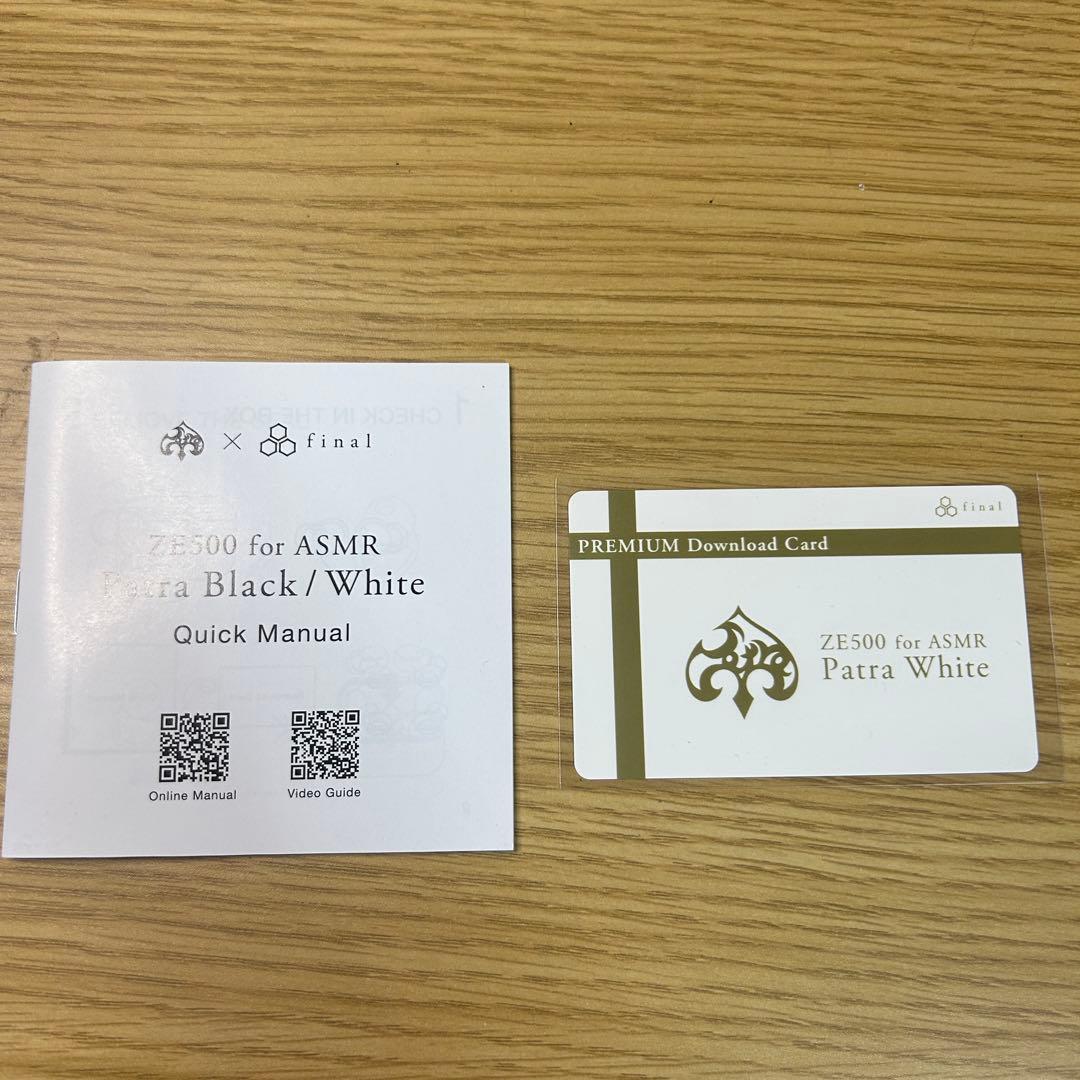 × final
ZE500 for ASMR
Patra Black / White
Quick Manual
Online Manual
Video Guide
final
PREMIUM Download Card
ZE500 for ASMR
Patra White